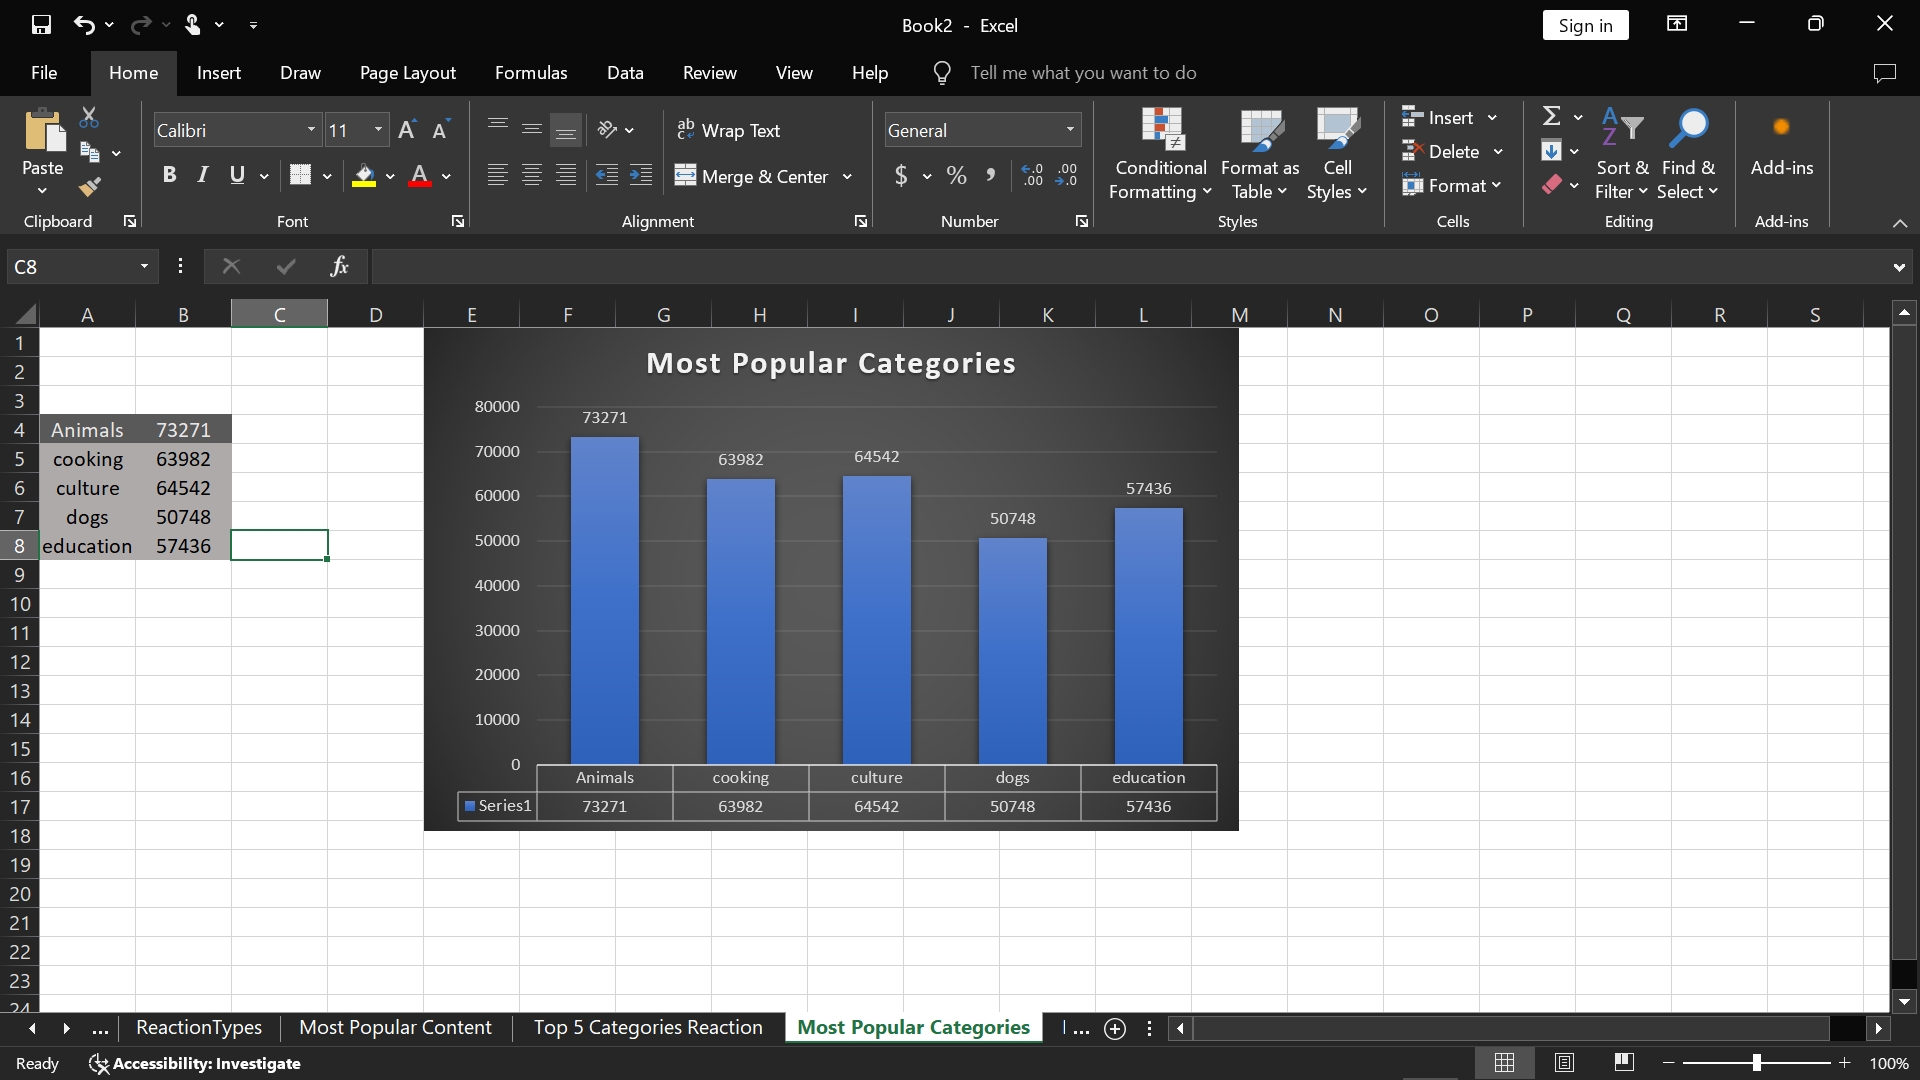 Book2 - Excel
Sign in
File Home Insert Draw Page Layout Formulas Data Review View Help Tell me what you want to do
Paste
Clipboard
Calibri 11
B I U A
Font
Wrap Text
Merge & Center
Alignment
General
$ % , .0 .00 .00 .0
Number
Conditional Formatting
Format as Table
Cell Styles
Styles
Insert
Delete
Format
Cells
Sort & Filter
Find & Select
Editing
Add-ins
Add-ins
C8 fx
A B C D E F G H I J K L M N O P Q R S
1
2
3
4 Animals 73271
5 cooking 63982
6 culture 64542
7 dogs 50748
8 education 57436
9
10
11
12
13
14
15
16
17
18
19
20
21
22
23
24
Most Popular Categories
80000
70000
60000
50000
40000
30000
20000
10000
0
73271 63982 64542 50748 57436
Animals cooking culture dogs education
Series1 73271 63982 64542 50748 57436
... ReactionTypes Most Popular Content Top 5 Categories Reaction Most Popular Categories ...
Ready Accessibility: Investigate 100%